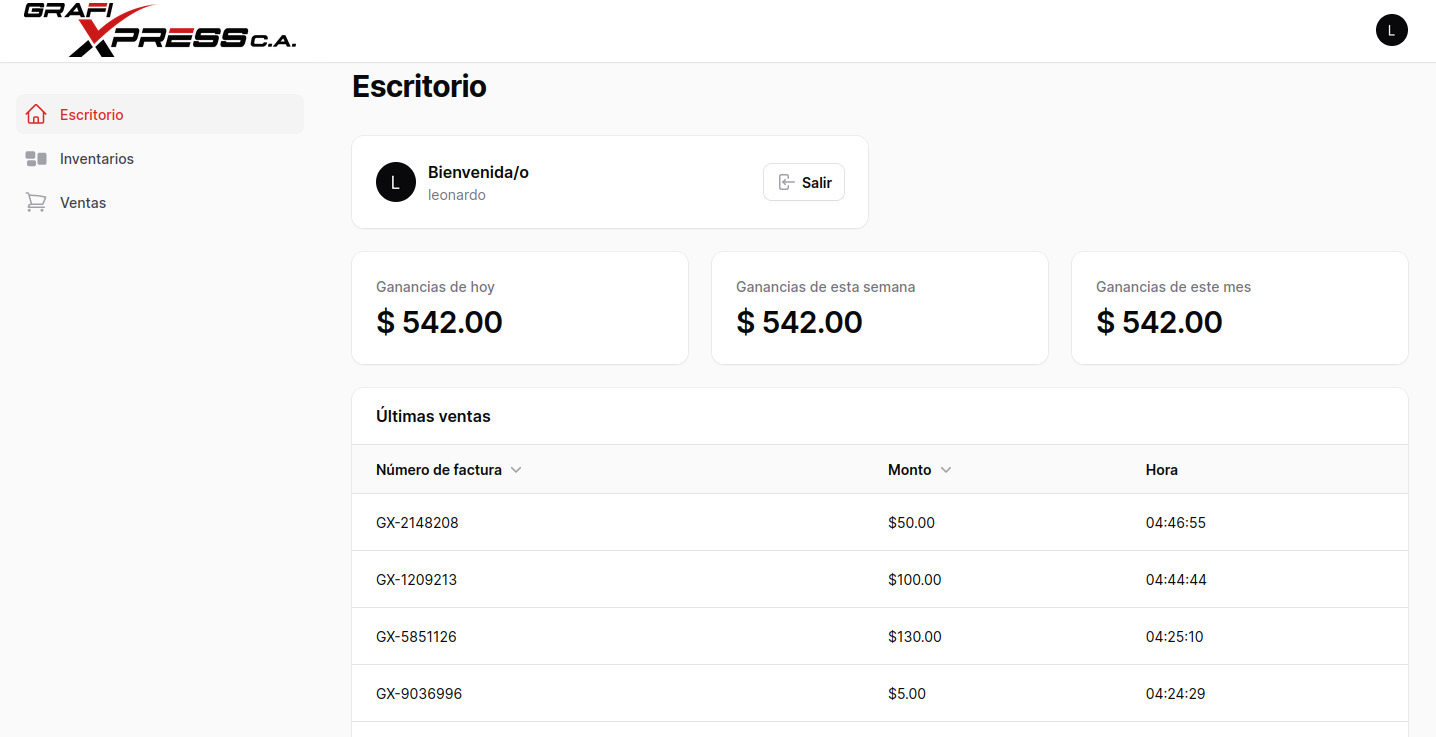 GRAFI
XPRESS C.A.
L
Escritorio
Inventarios
Ventas
Escritorio
L
Bienvenida/o
leonardo
Salir
Ganancias de hoy
$ 542.00
Ganancias de esta semana
$ 542.00
Ganancias de este mes
$ 542.00
Últimas ventas
Número de factura Monto Hora
GX-2148208 $50.00 04:46:55
GX-1209213 $100.00 04:44:44
GX-5851126 $130.00 04:25:10
GX-9036996 $5.00 04:24:29